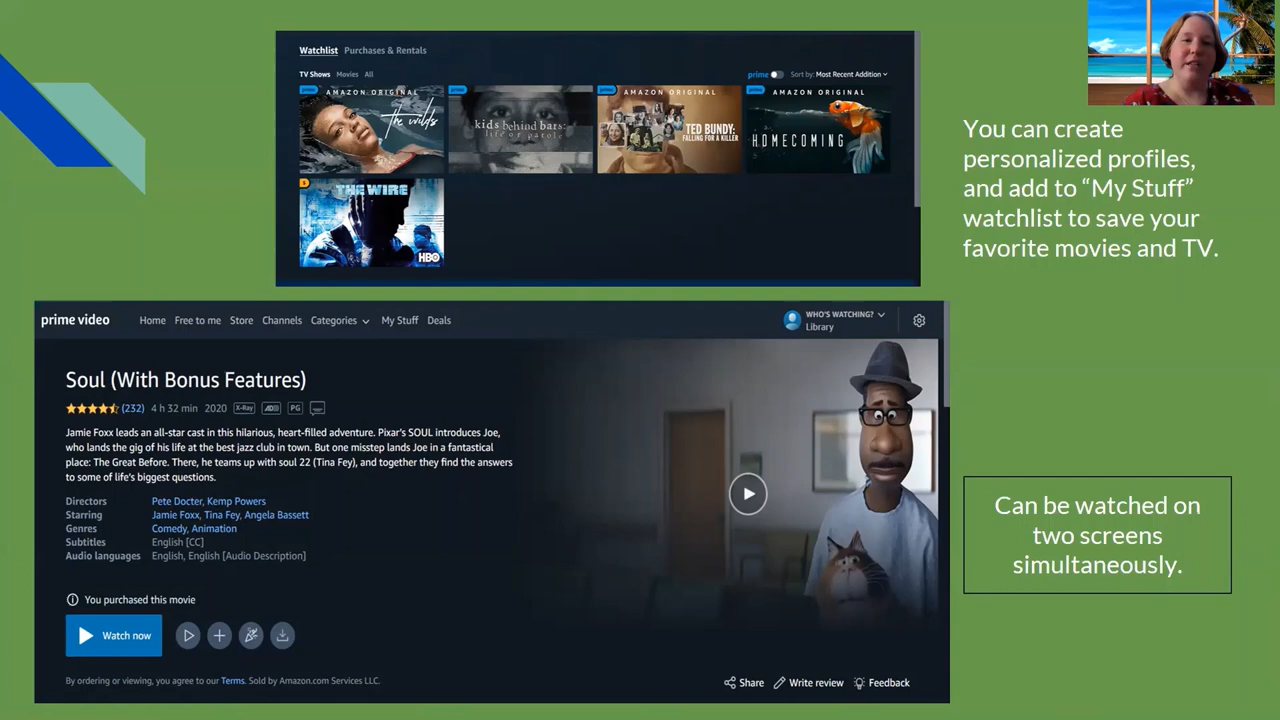 Watchlist Purchases & Rentals
TV Shows Movies All
prime Sort by: Most Recent Addition
prime AMAZON ORIGINAL
the wilds
prime
kids behind bars:
life or parole
prime AMAZON ORIGINAL
TED BUNDY:
FALLING FOR A KILLER
prime AMAZON ORIGINAL
HOMECOMING
THE WIRE
HBO
You can create
personalized profiles,
and add to “My Stuff”
watchlist to save your
favorite movies and TV.
prime video Home Free to me Store Channels Categories My Stuff Deals
WHO'S WATCHING?
Library
Soul (With Bonus Features)
(232) 4 h 32 min 2020 X-Ray AD PG
Jamie Foxx leads an all-star cast in this hilarious, heart-filled adventure. Pixar's SOUL introduces Joe,
who lands the gig of his life at the best jazz club in town. But one misstep lands Joe in a fantastical
place: The Great Before. There, he teams up with soul 22 (Tina Fey), and together they find the answers
to some of life's biggest questions.
Directors Pete Docter, Kemp Powers
Starring Jamie Foxx, Tina Fey, Angela Bassett
Genres Comedy, Animation
Subtitles English [CC]
Audio languages English, English [Audio Description]
You purchased this movie
Watch now
By ordering or viewing, you agree to our Terms. Sold by Amazon.com Services LLC.
Share Write review Feedback
Can be watched on
two screens
simultaneously.